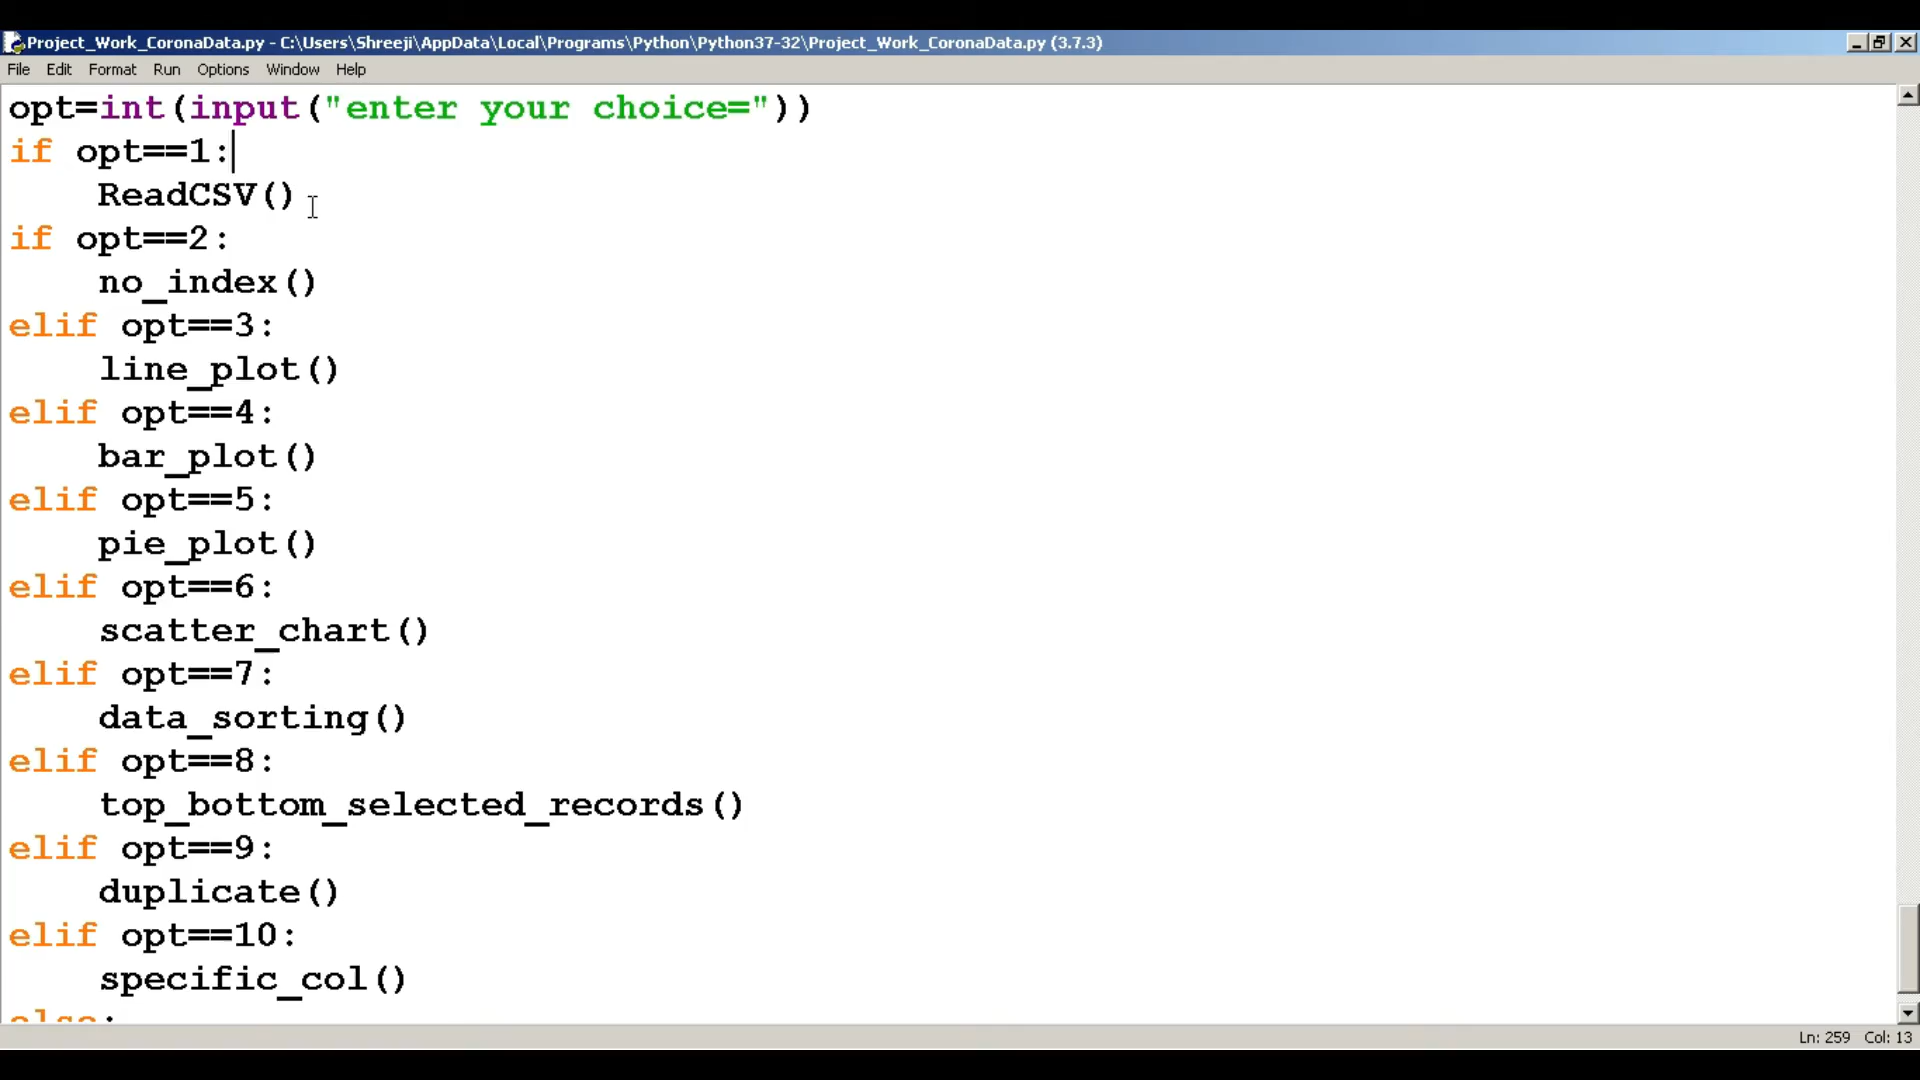 Project_Work_CoronaData.py - C:\Users\Shreeji\AppData\Local\Programs\Python\Python37-32\Project_Work_CoronaData.py (3.7.3)
File Edit Format Run Options Window Help
opt=int(input("enter your choice="))
if opt==1:
    ReadCSV()
if opt==2:
    no_index()
elif opt==3:
    line_plot()
elif opt==4:
    bar_plot()
elif opt==5:
    pie_plot()
elif opt==6:
    scatter_chart()
elif opt==7:
    data_sorting()
elif opt==8:
    top_bottom_selected_records()
elif opt==9:
    duplicate()
elif opt==10:
    specific_col()
else:
Ln: 259 Col: 13